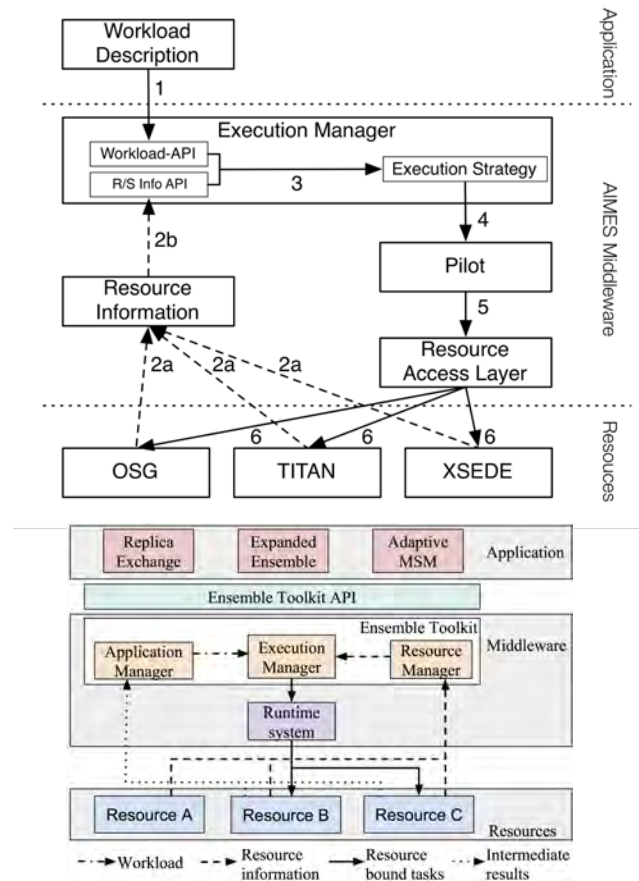 Workload
Description
Application
1
Execution Manager
Workload-API
R/S Info API
3
Execution Strategy
AIMES Middleware
2b
4
Resource
Information
Pilot
5
2a
2a
2a
Resource
Access Layer
6
6
6
Resouces
OSG
TITAN
XSEDE
Replica
Exchange
Expanded
Ensemble
Adaptive
MSM
Application
Ensemble Toolkit API
Ensemble Toolkit
Middleware
Application
Manager
Execution
Manager
Resource
Manager
Runtime
system
Resource A
Resource B
Resource C
Resources
Workload
Resource
information
Resource
bound tasks
Intermediate
results